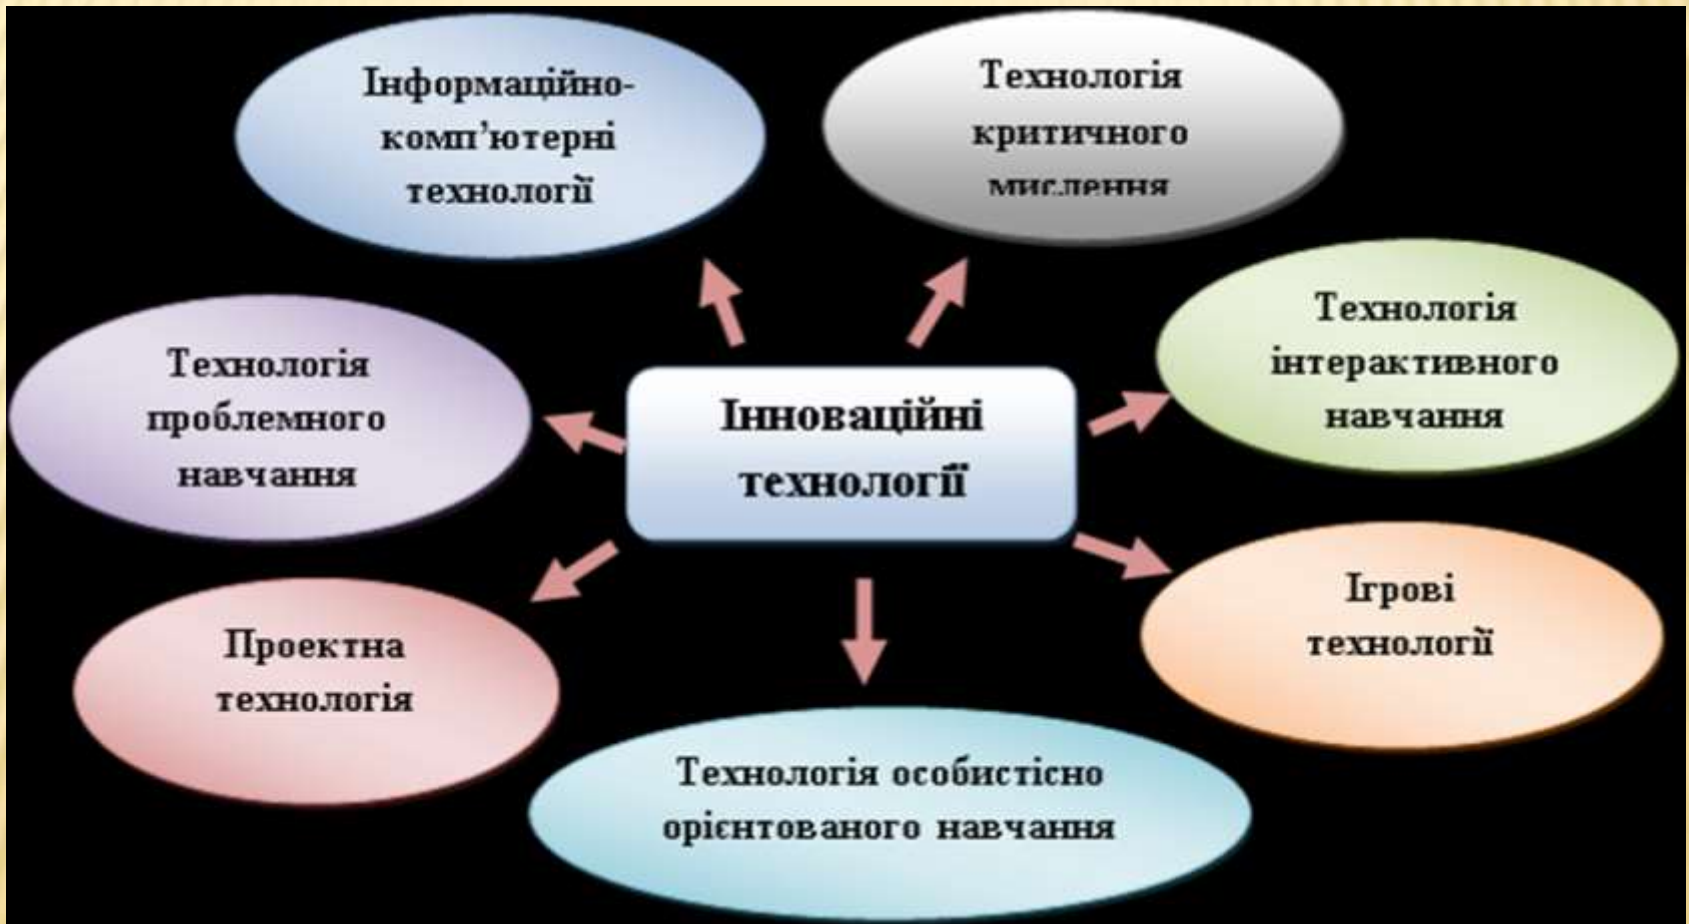 Інформаційно-
комп’ютерні
технології
Технологія
критичного
мислення
Технологія
проблемного
навчання
Інноваційні
технології
Технологія
інтерактивного
навчання
Проектна
технологія
Ігрові
технології
Технологія особистісно
орієнтованого навчання